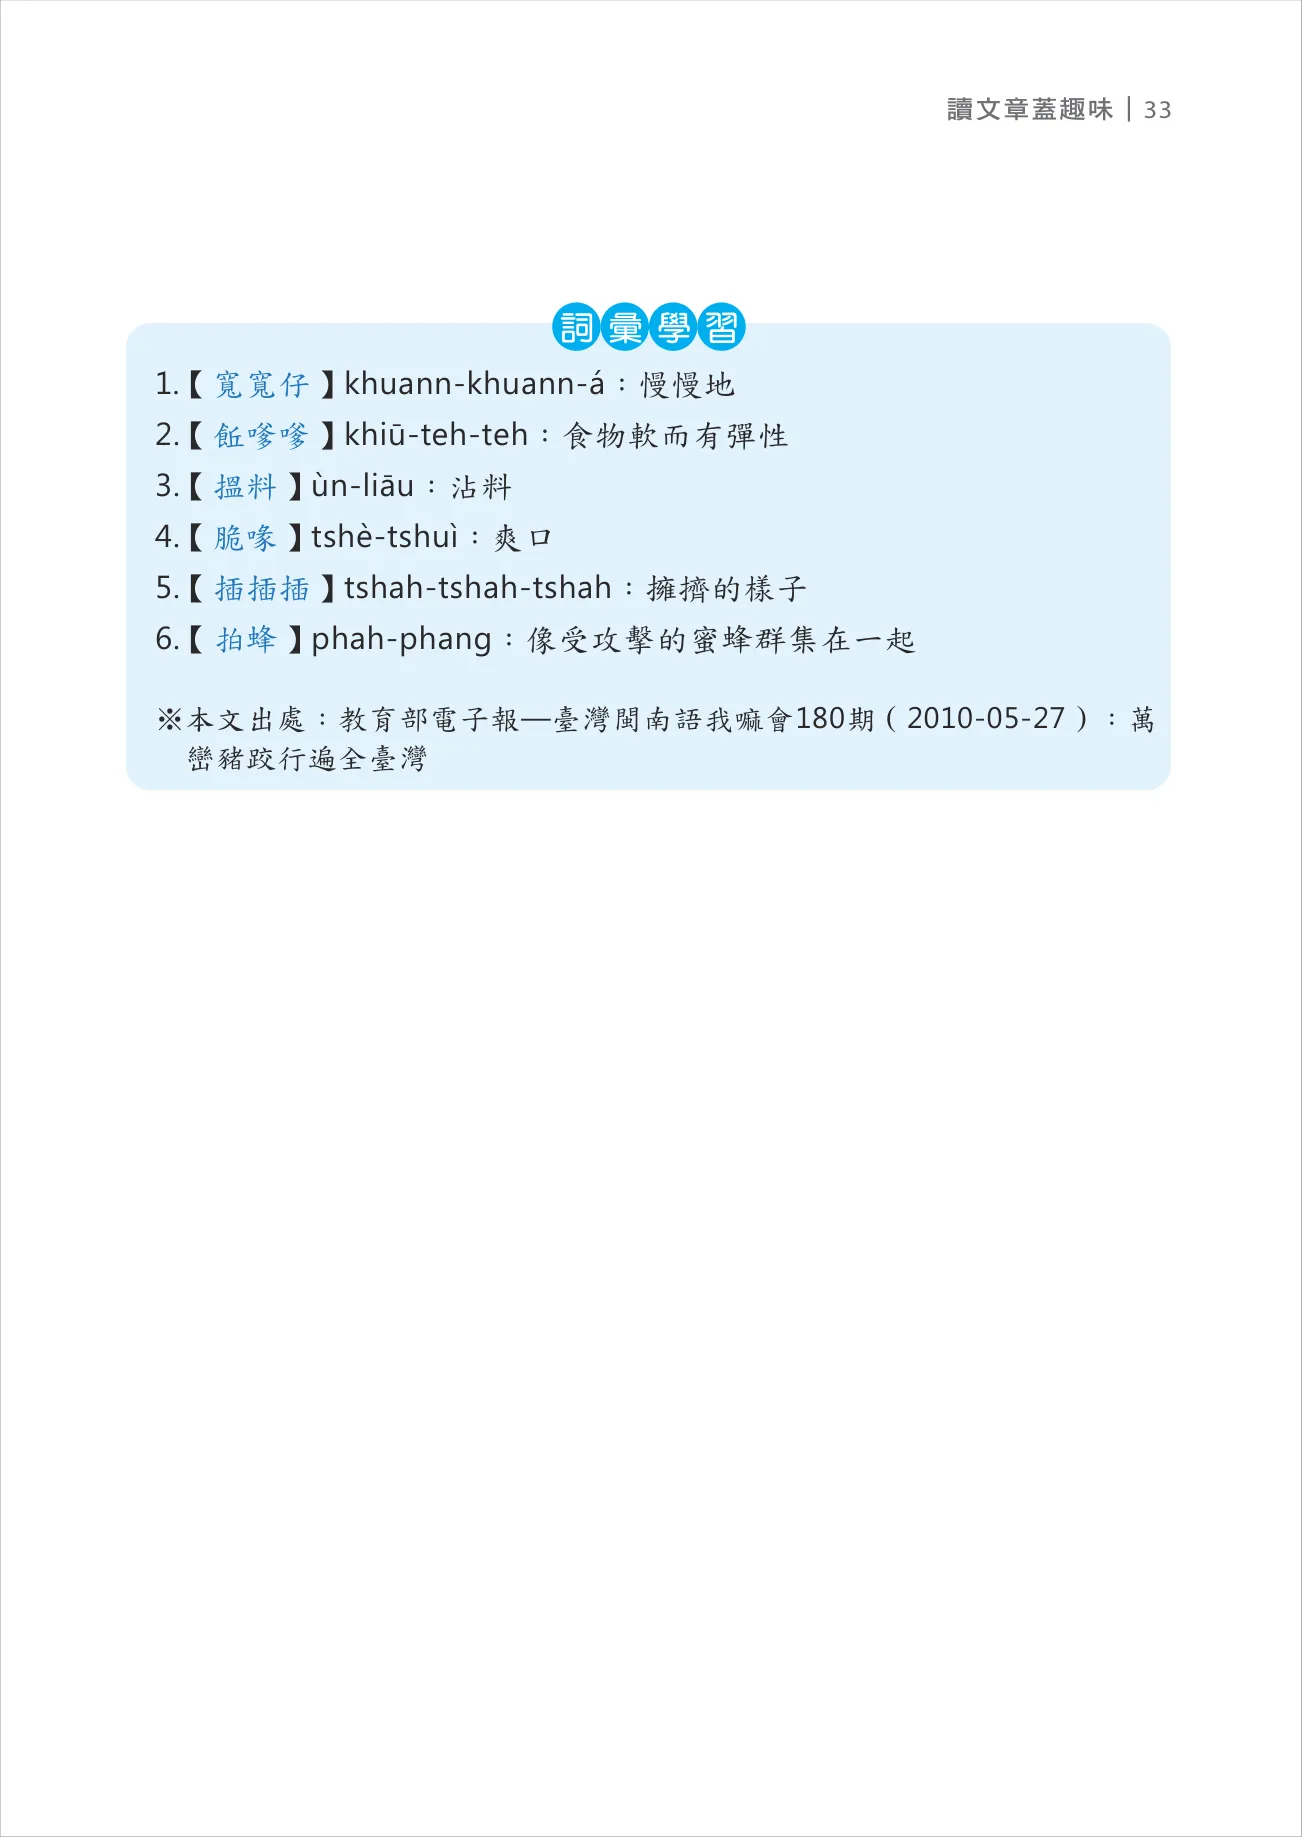 讀文章蓋趣味｜33
詞彙學習
1.【寬寬仔】khuann-khuann-á：慢慢地
2.【飳嗲嗲】khiū-teh-teh：食物軟而有彈性
3.【搵料】ùn-liāu：沾料
4.【脆喙】tshè-tshuì：爽口
5.【插插插】tshah-tshah-tshah：擁擠的樣子
6.【拍蜂】phah-phang：像受攻擊的蜜蜂群集在一起
※本文出處：教育部電子報—臺灣閩南語我嘛會180期（2010-05-27）：萬
巒豬跤行遍全臺灣